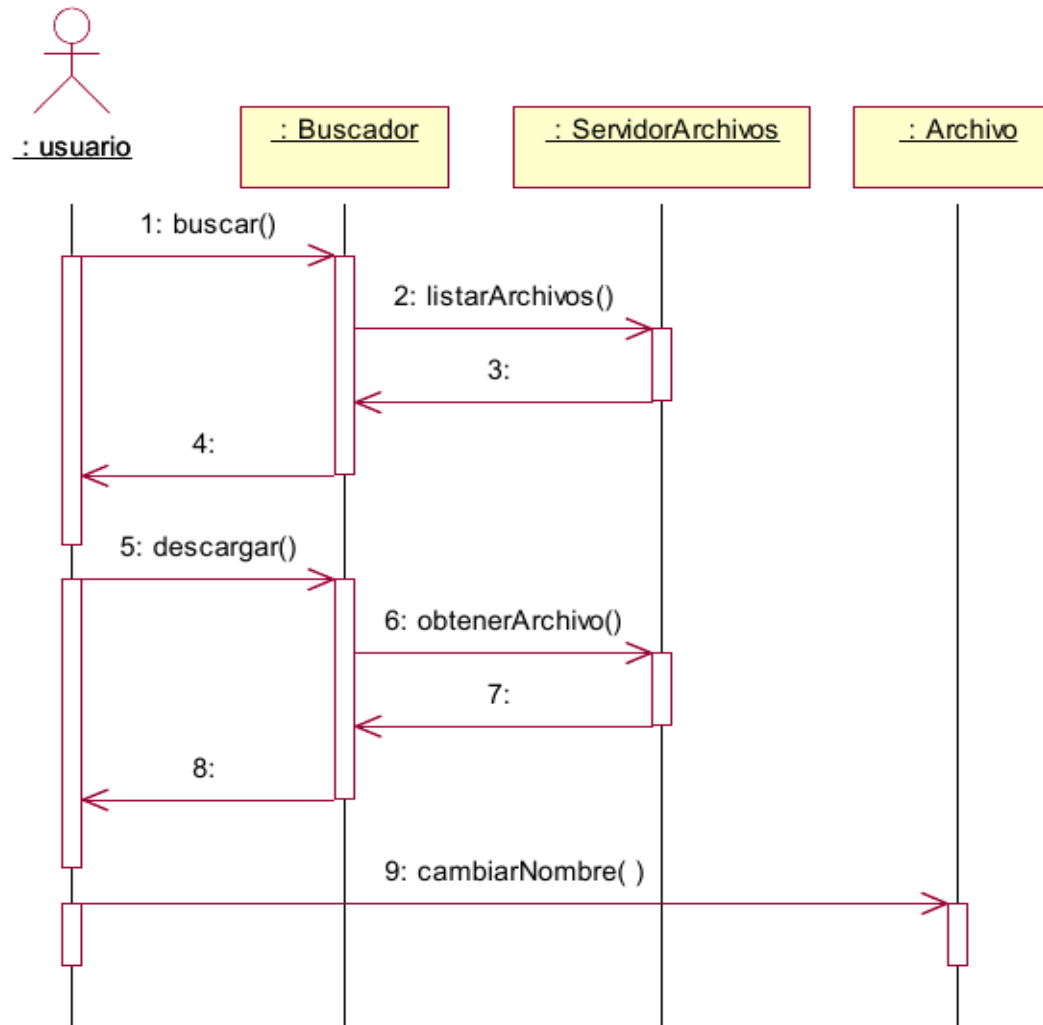 : usuario
: Buscador
: ServidorArchivos
: Archivo
1: buscar()
2: listarArchivos()
3:
4:
5: descargar()
6: obtenerArchivo()
7:
8:
9: cambiarNombre( )